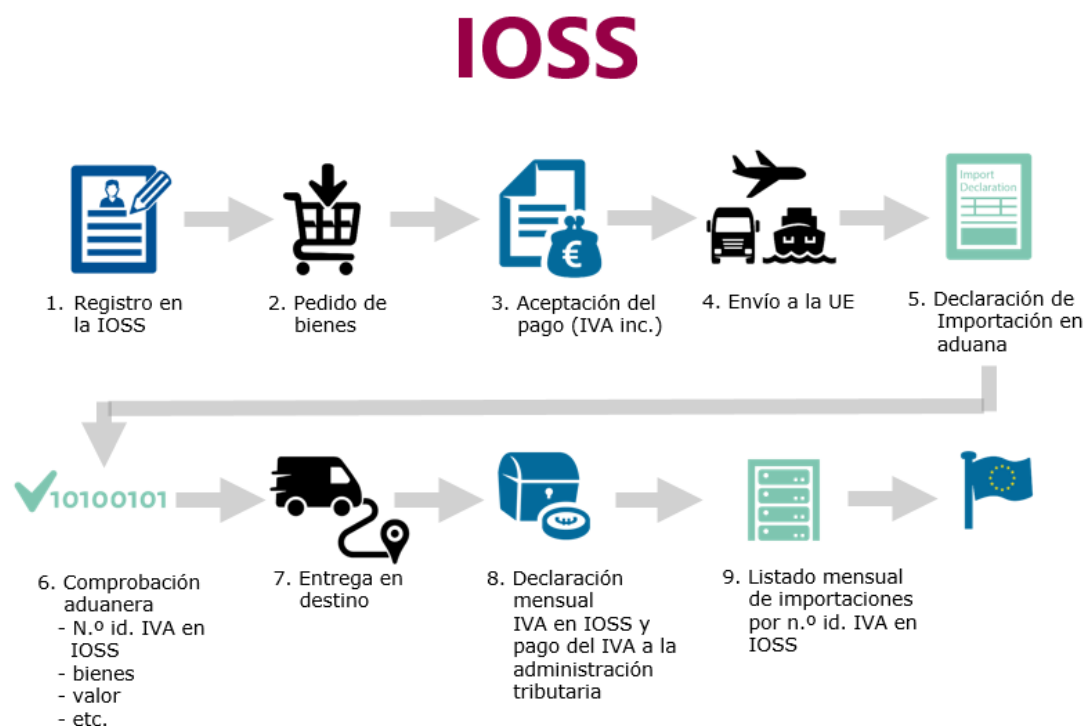 IOSS
Import
Declaration
1. Registro en
la IOSS
2. Pedido de
bienes
3. Aceptación del
pago (IVA inc.)
4. Envío a la UE
5. Declaración de
Importación en
aduana
10100101
6. Comprobación
aduanera
- N.º id. IVA en
IOSS
- bienes
- valor
- etc.
7. Entrega en
destino
8. Declaración
mensual
IVA en IOSS y
pago del IVA a la
administración
tributaria
9. Listado mensual
de importaciones
por n.º id. IVA en
IOSS